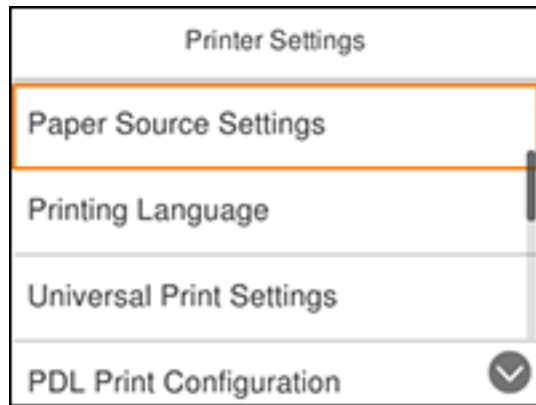 Printer Settings
Paper Source Settings
Printing Language
Universal Print Settings
PDL Print Configuration